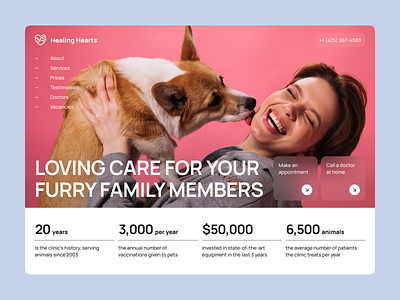 Healing Hearts
+1 (425) 967-4093
— About
— Services
— Prices
— Testimonials
— Doctors
— Vacancies
LOVING CARE FOR YOUR
FURRY FAMILY MEMBERS
Make an
appointment
Call a doctor
at home
20 years
is the clinic's history, serving
animals since 2003
3,000 per year
the annual number of
vaccinations given to pets
$50,000
invested in state-of-the-art
equipment in the last 3 years
6,500 animals
the average number of patients
the clinic treats per year